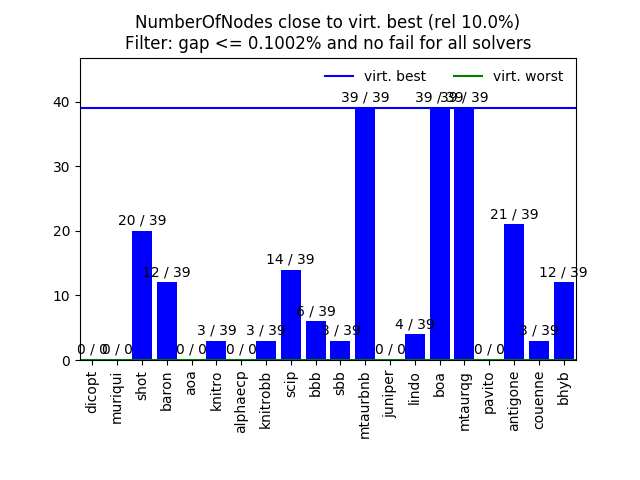 NumberOfNodes close to virt. best (rel 10.0%)
Filter: gap <= 0.1002% and no fail for all solvers
virt. best
virt. worst
40
30
20
10
0
0 / 0
0 / 0
20 / 39
12 / 39
0 / 0
3 / 39
0 / 0
3 / 39
14 / 39
6 / 39
3 / 39
39 / 39
0 / 0
4 / 39
39 / 39
39 / 39
0 / 0
21 / 39
3 / 39
12 / 39
dicopt
muriqui
shot
baron
aoa
knitro
alphaecp
knitrobb
scip
bbb
sbb
mtaurbnb
juniper
lindo
boa
mtaurqg
pavito
antigone
couenne
bhyb